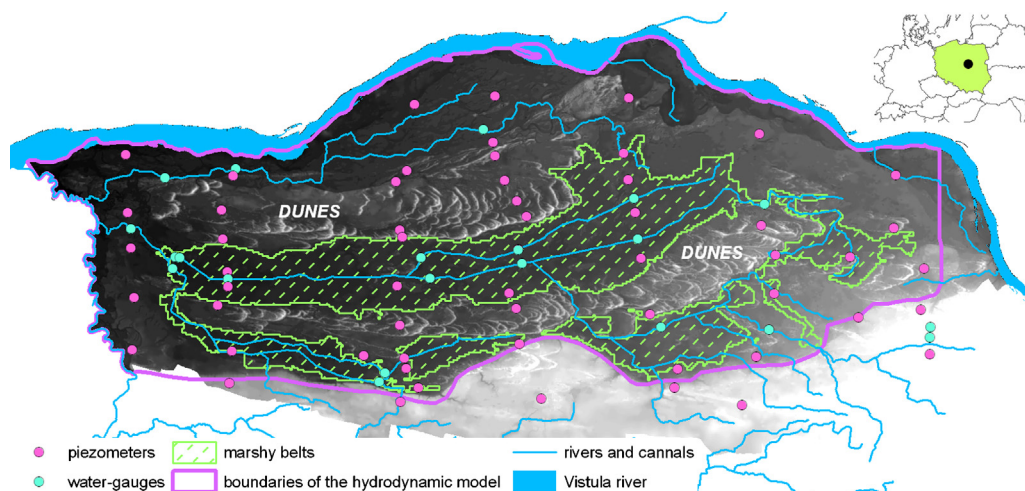 DUNES
DUNES
piezometers
marshy belts
rivers and cannals
water-gauges
boundaries of the hydrodynamic model
Vistula river